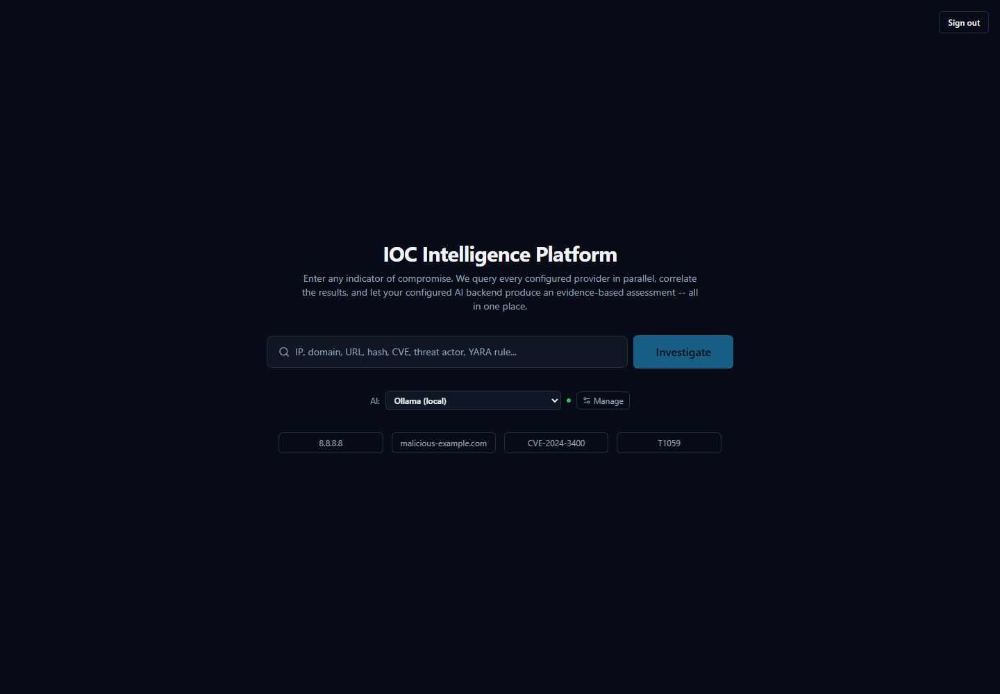 Sign out
IOC Intelligence Platform
Enter any indicator of compromise. We query every configured provider in parallel, correlate
the results, and let your configured AI backend produce an evidence-based assessment -- all
in one place.
IP, domain, URL, hash, CVE, threat actor, YARA rule...
Investigate
AI:
Ollama (local)
Manage
8.8.8.8
malicious-example.com
CVE-2024-3400
T1059